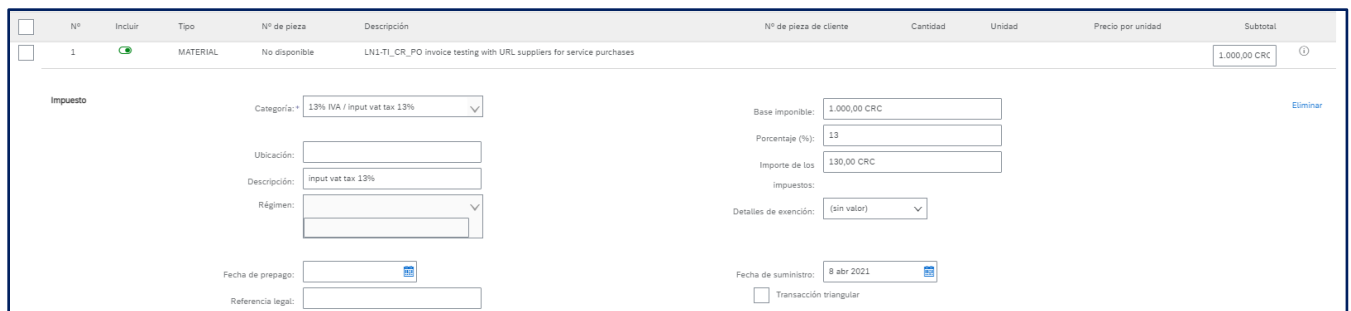 Nº Incluir Tipo Nº de pieza Descripción Nº de pieza de cliente Cantidad Unidad Precio por unidad Subtotal
1 MATERIAL No disponible LN1-TI_CR_PO invoice testing with URL suppliers for service purchases 1.000,00 CRC
Impuesto Categoría:* 13% IVA / input vat tax 13% Base imponible: 1.000,00 CRC Eliminar
Porcentaje (%): 13
Ubicación: Importe de los impuestos: 130,00 CRC
Descripción: input vat tax 13%
Régimen: Detalles de exención: (sin valor)
Fecha de prepago: Fecha de suministro: 8 abr 2021
Referencia legal: Transacción triangular